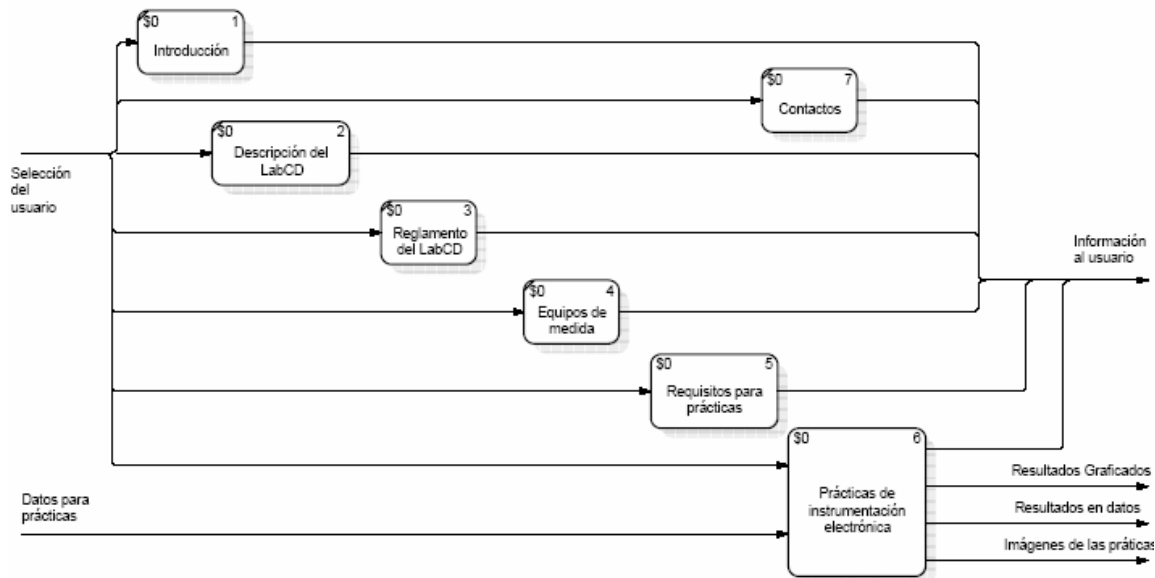 $0 1
Introducción
$0 7
Contactos
$0 2
Descripción del
LabCD
Selección
del
usuario
$0 3
Reglamento
del LabCD
Información
al usuario
$0 4
Equipos de
medida
$0 5
Requisitos para
prácticas
$0 6
Prácticas de
instrumentación
electrónica
Datos para
prácticas
Resultados Graficados
Resultados en datos
Imágenes de las práticas